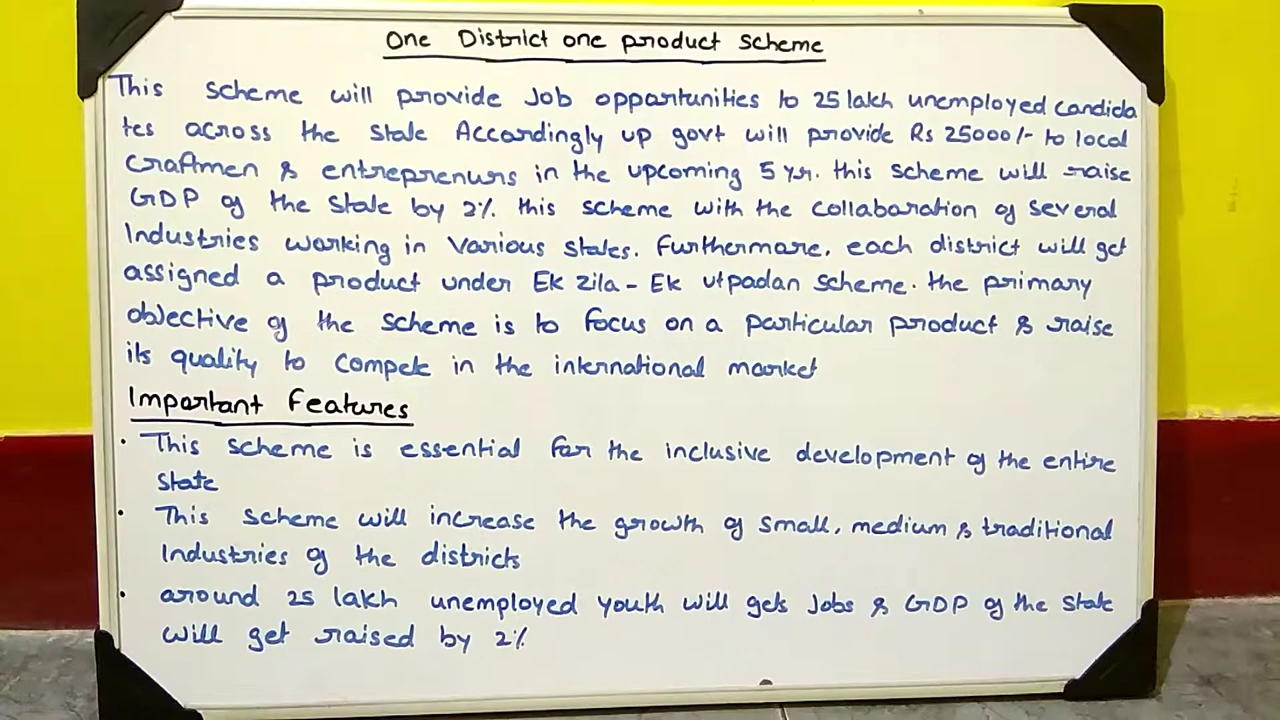 One District one product Scheme
This scheme will provide Job opportunities to 25 lakh unemployed candida
tes across the state Accordingly up govt will provide Rs 25000/- to local
craftmen & entreprenurs in the upcoming 5 yr. this scheme will raise
GDP of the state by 2%. this scheme with the collaboration of several
Industries working in various states. Furthermore, each district will get
assigned a product under Ek zila - Ek utpadan scheme. the primary
objective of the scheme is to focus on a particular product & raise
its quality to compete in the international market
Important Features
• This scheme is essential for the inclusive development of the entire
state
• This scheme will increase the growth of small, medium & traditional
Industries of the districts
• around 25 lakh unemployed youth will gets Jobs & GDP of the state
will get raised by 2%